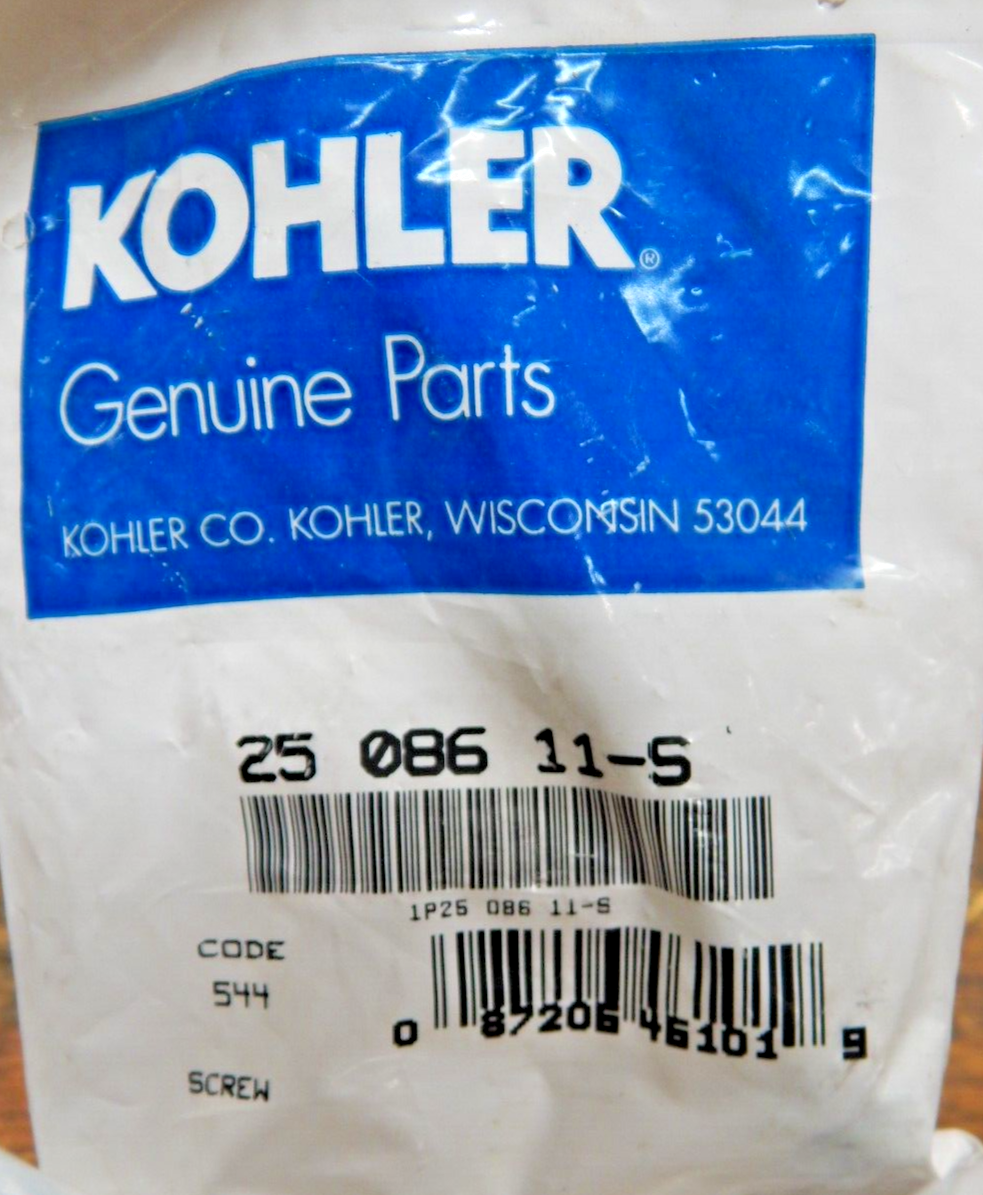 KOHLER®
Genuine Parts
KOHLER CO. KOHLER, WISCONSIN 53044
25 086 11-S
1P25 086 11-S
CODE
544
0 87206 46101 9
SCREW